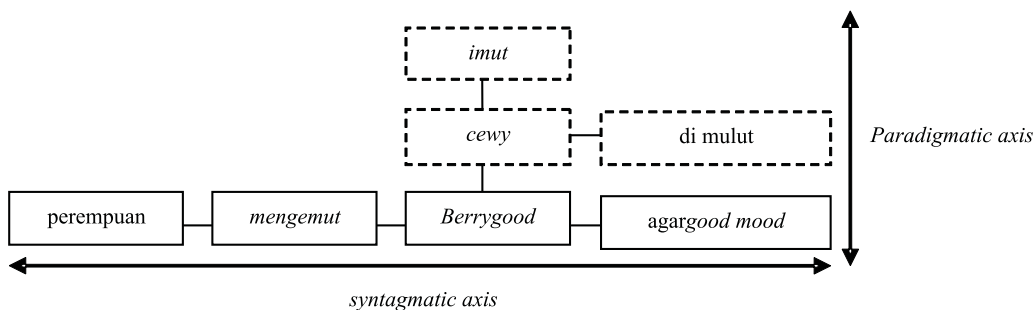 imut
cewy
di mulut
Paradigmatic axis
perempuan
mengemut
Berrygood
agargood mood
syntagmatic axis